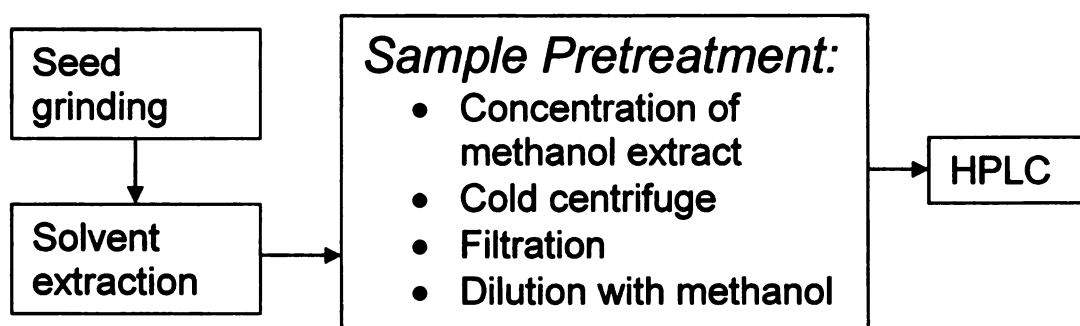 Seed
grinding
Solvent
extraction
Sample Pretreatment:
• Concentration of
methanol extract
• Cold centrifuge
• Filtration
• Dilution with methanol
HPLC